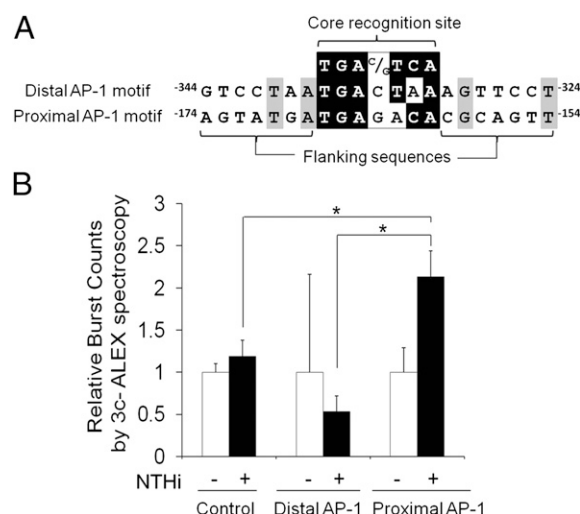 A
Core recognition site
T G A C/G T C A
Distal AP-1 motif -344 G T C C T A A T G A C T A A A G T T C C T -324
Proximal AP-1 motif -174 A G T A T G A T G A G A C A C G C A G T T -154
Flanking sequences
B
Relative Burst Counts
by 3c- ALEX spectroscopy
3
2.5
2
1.5
1
0.5
0
*
*
NTHi - + - + - +
Control Distal AP-1 Proximal AP-1